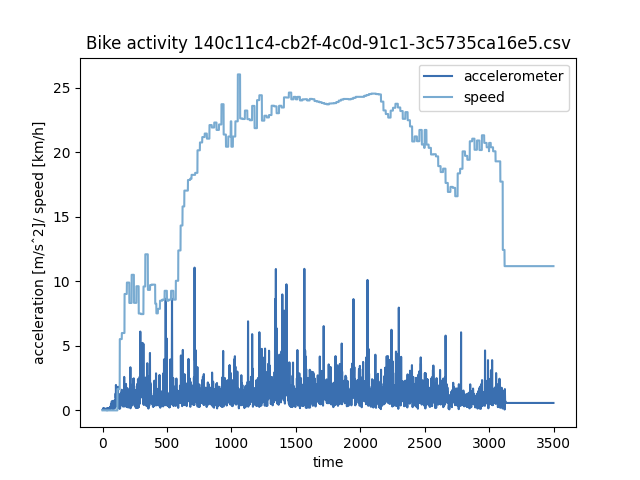 Bike activity 140c11c4-cb2f-4c0d-91c1-3c5735ca16e5.csv
accelerometer
speed
acceleration [m/s^2]/ speed [km/h]
25
20
15
10
5
0
0 500 1000 1500 2000 2500 3000 3500
time